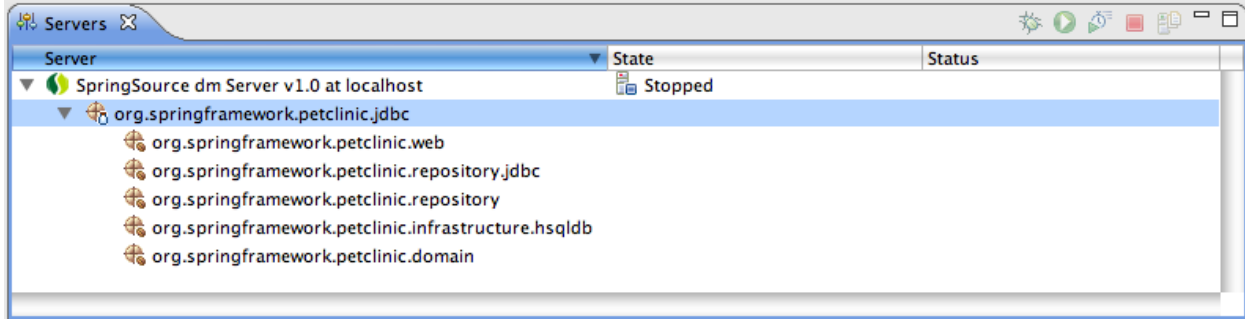 Servers
Server State Status
SpringSource dm Server v1.0 at localhost Stopped
org.springframework.petclinic.jdbc
org.springframework.petclinic.web
org.springframework.petclinic.repository.jdbc
org.springframework.petclinic.repository
org.springframework.petclinic.infrastructure.hsqldb
org.springframework.petclinic.domain